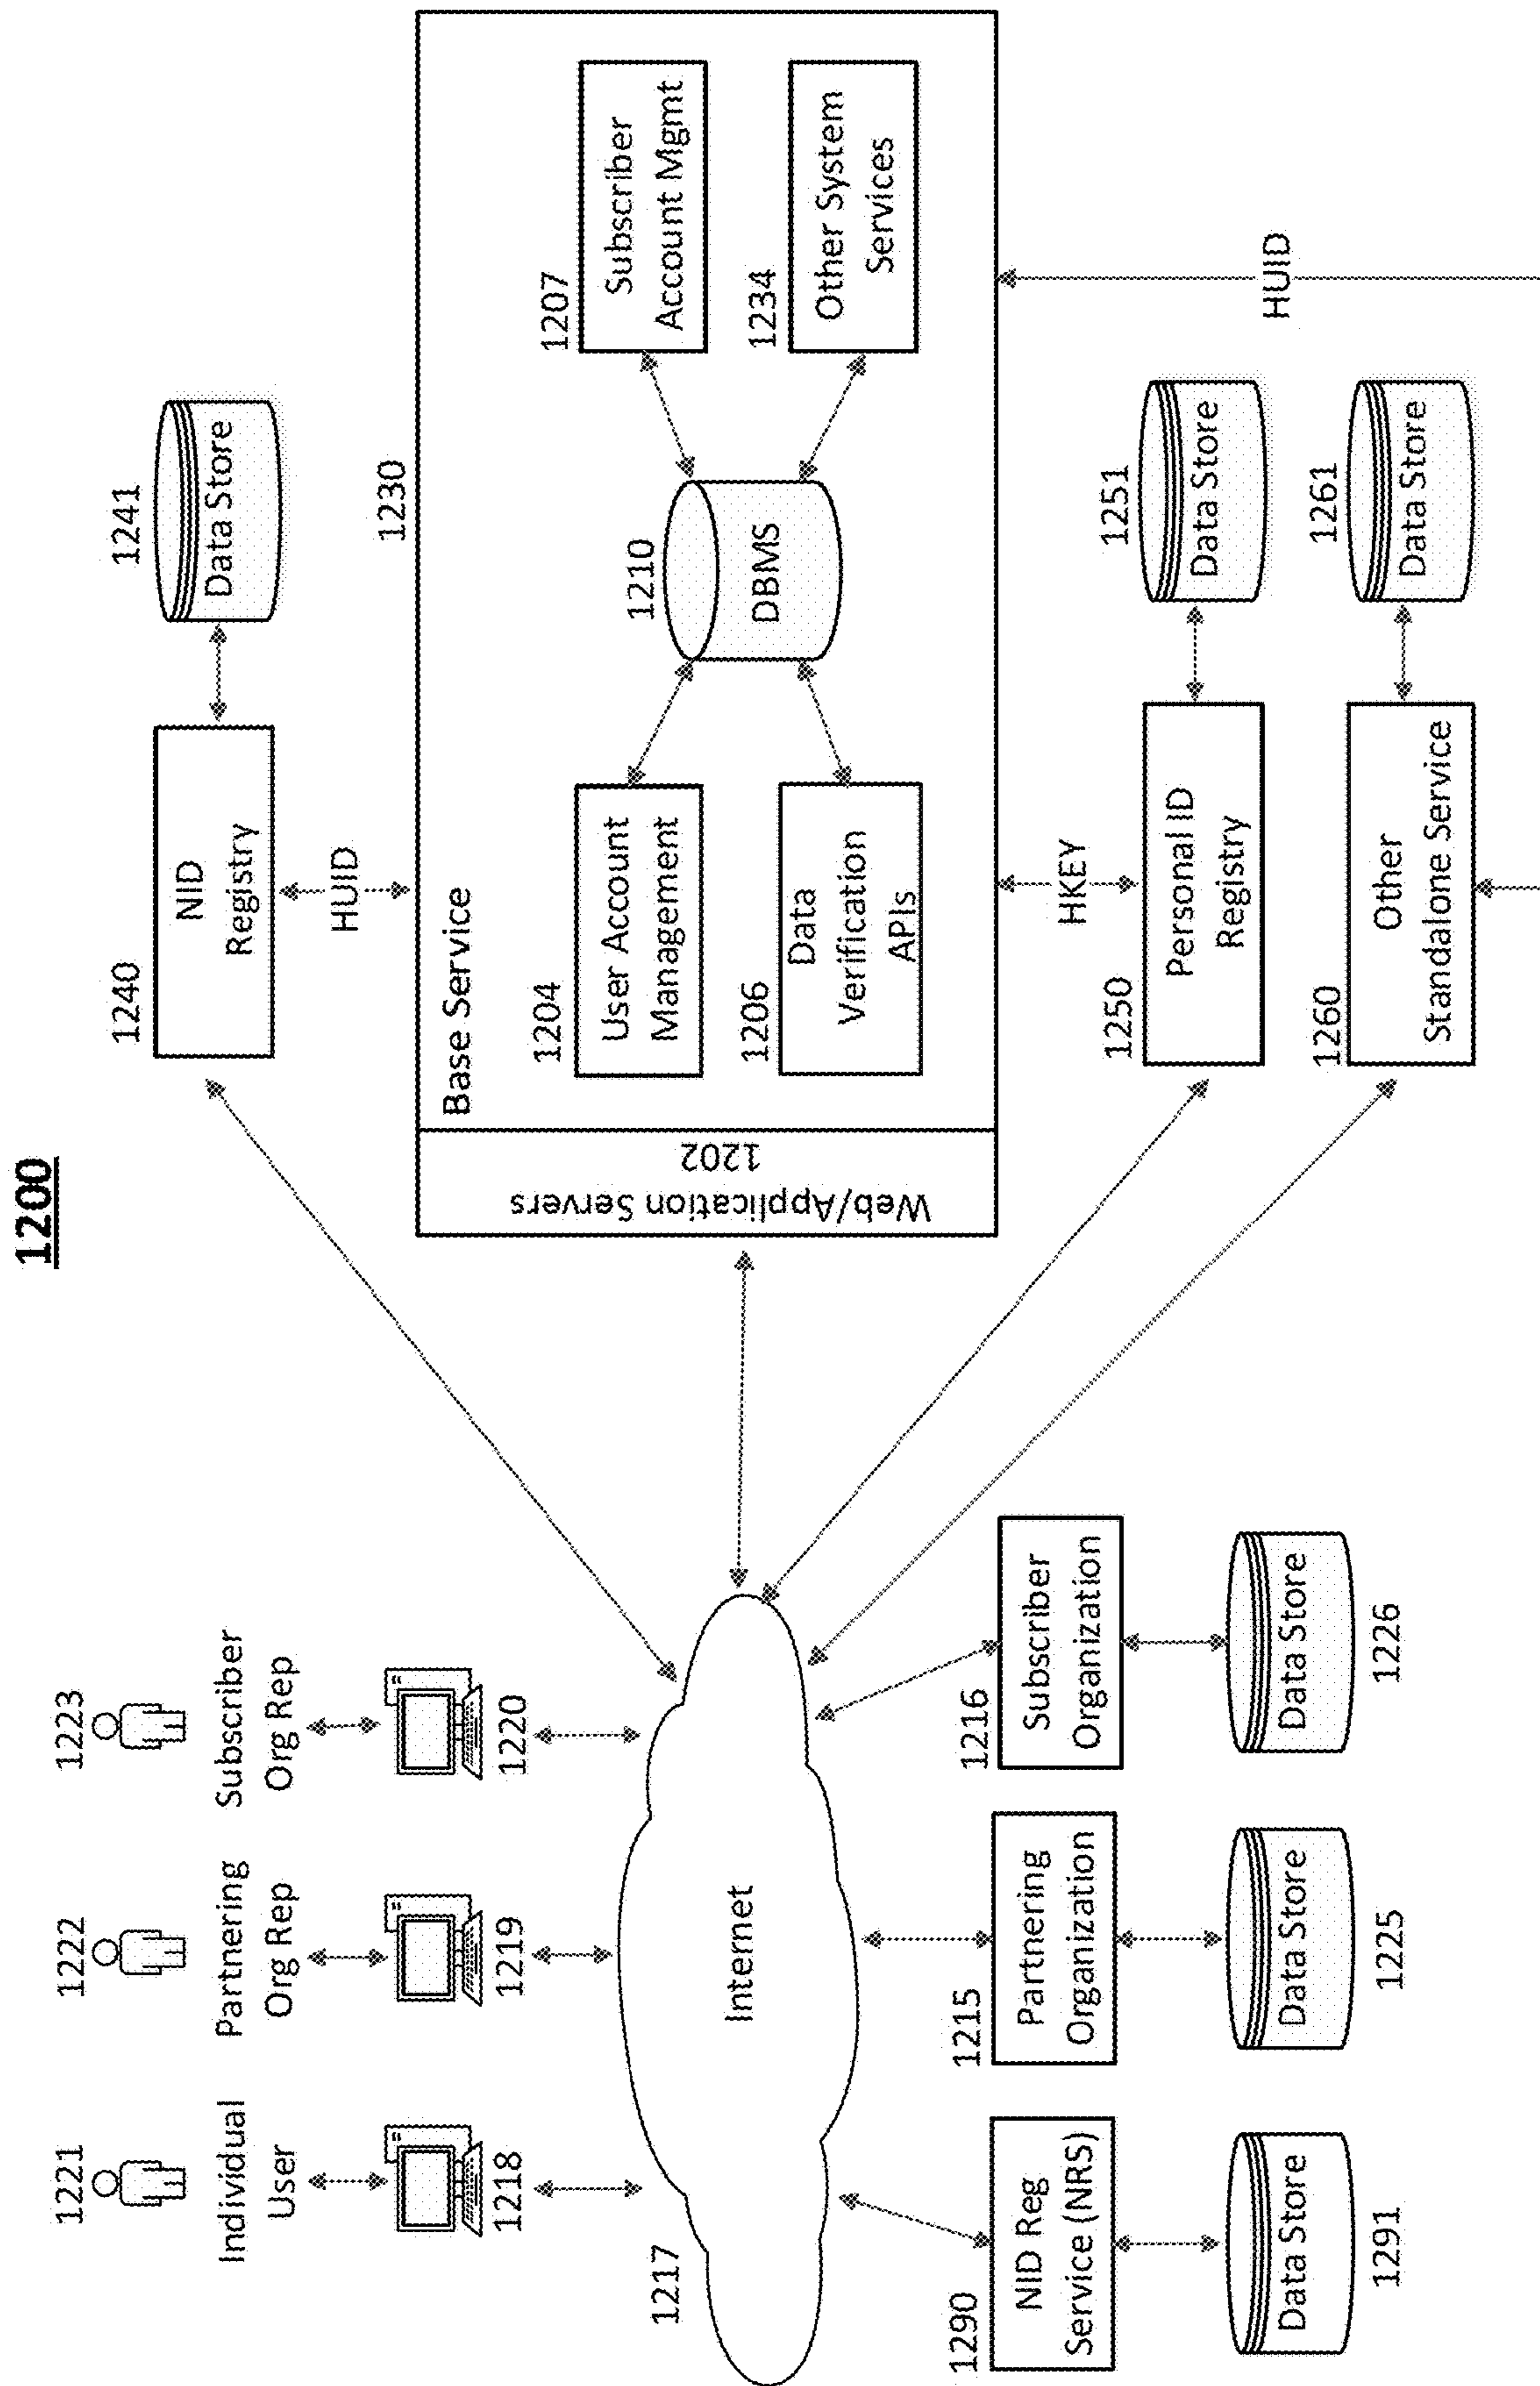 1200
1221
Individual
User
1218
1222
Partnering
Org Rep
1219
1223
Subscriber
Org Rep
1220
1217
Internet
1290
NID Reg
Service (NRS)
Data Store
1291
1215
Partnering
Organization
Data Store
1225
1216
Subscriber
Organization
Data Store
1226
1240
NID
Registry
1241
Data Store
HUID
1230
Web/Application Servers
1202
Base Service
1204
User Account
Management
1206
Data
Verification
APIs
1210
DBMS
1207
Subscriber
Account Mgmt
1234
Other System
Services
HKEY
HUID
1250
Personal ID
Registry
1251
Data Store
1260
Other
Standalone Service
1261
Data Store